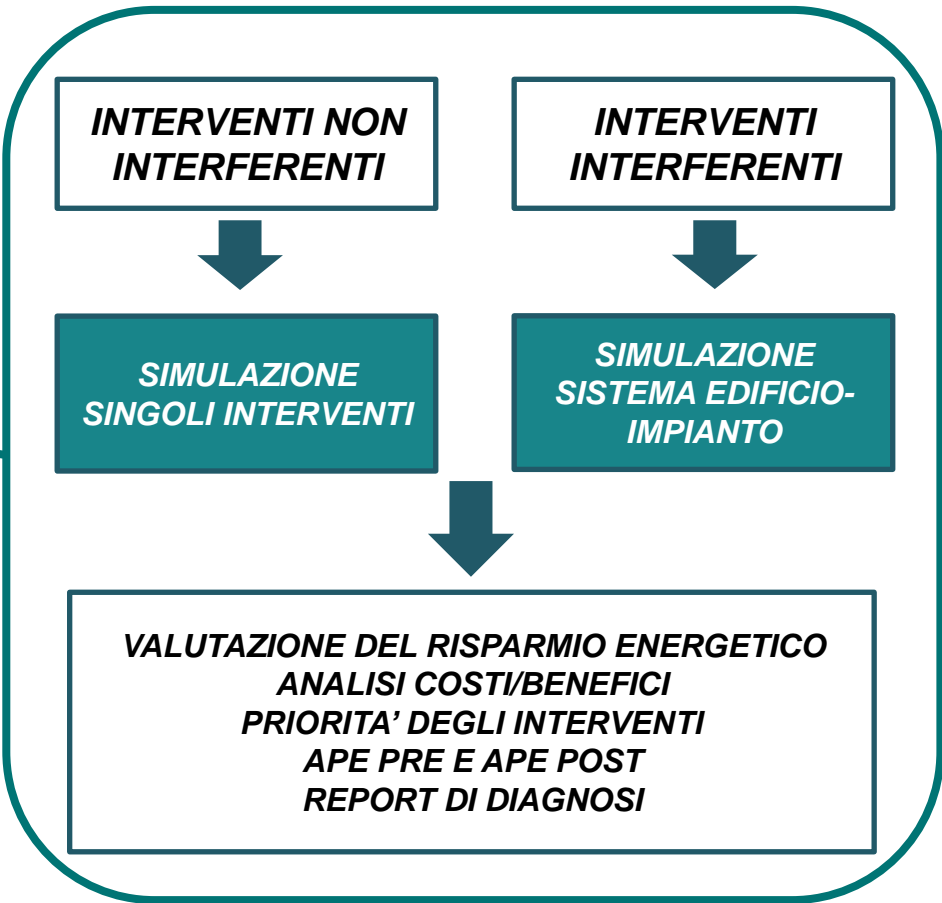 INTERVENTI NON
INTERFERENTI
INTERVENTI
INTERFERENTI
SIMULAZIONE
SINGOLI INTERVENTI
SIMULAZIONE
SISTEMA EDIFICIO-
IMPIANTO
VALUTAZIONE DEL RISPARMIO ENERGETICO
ANALISI COSTI/BENEFICI
PRIORITA’ DEGLI INTERVENTI
APE PRE E APE POST
REPORT DI DIAGNOSI